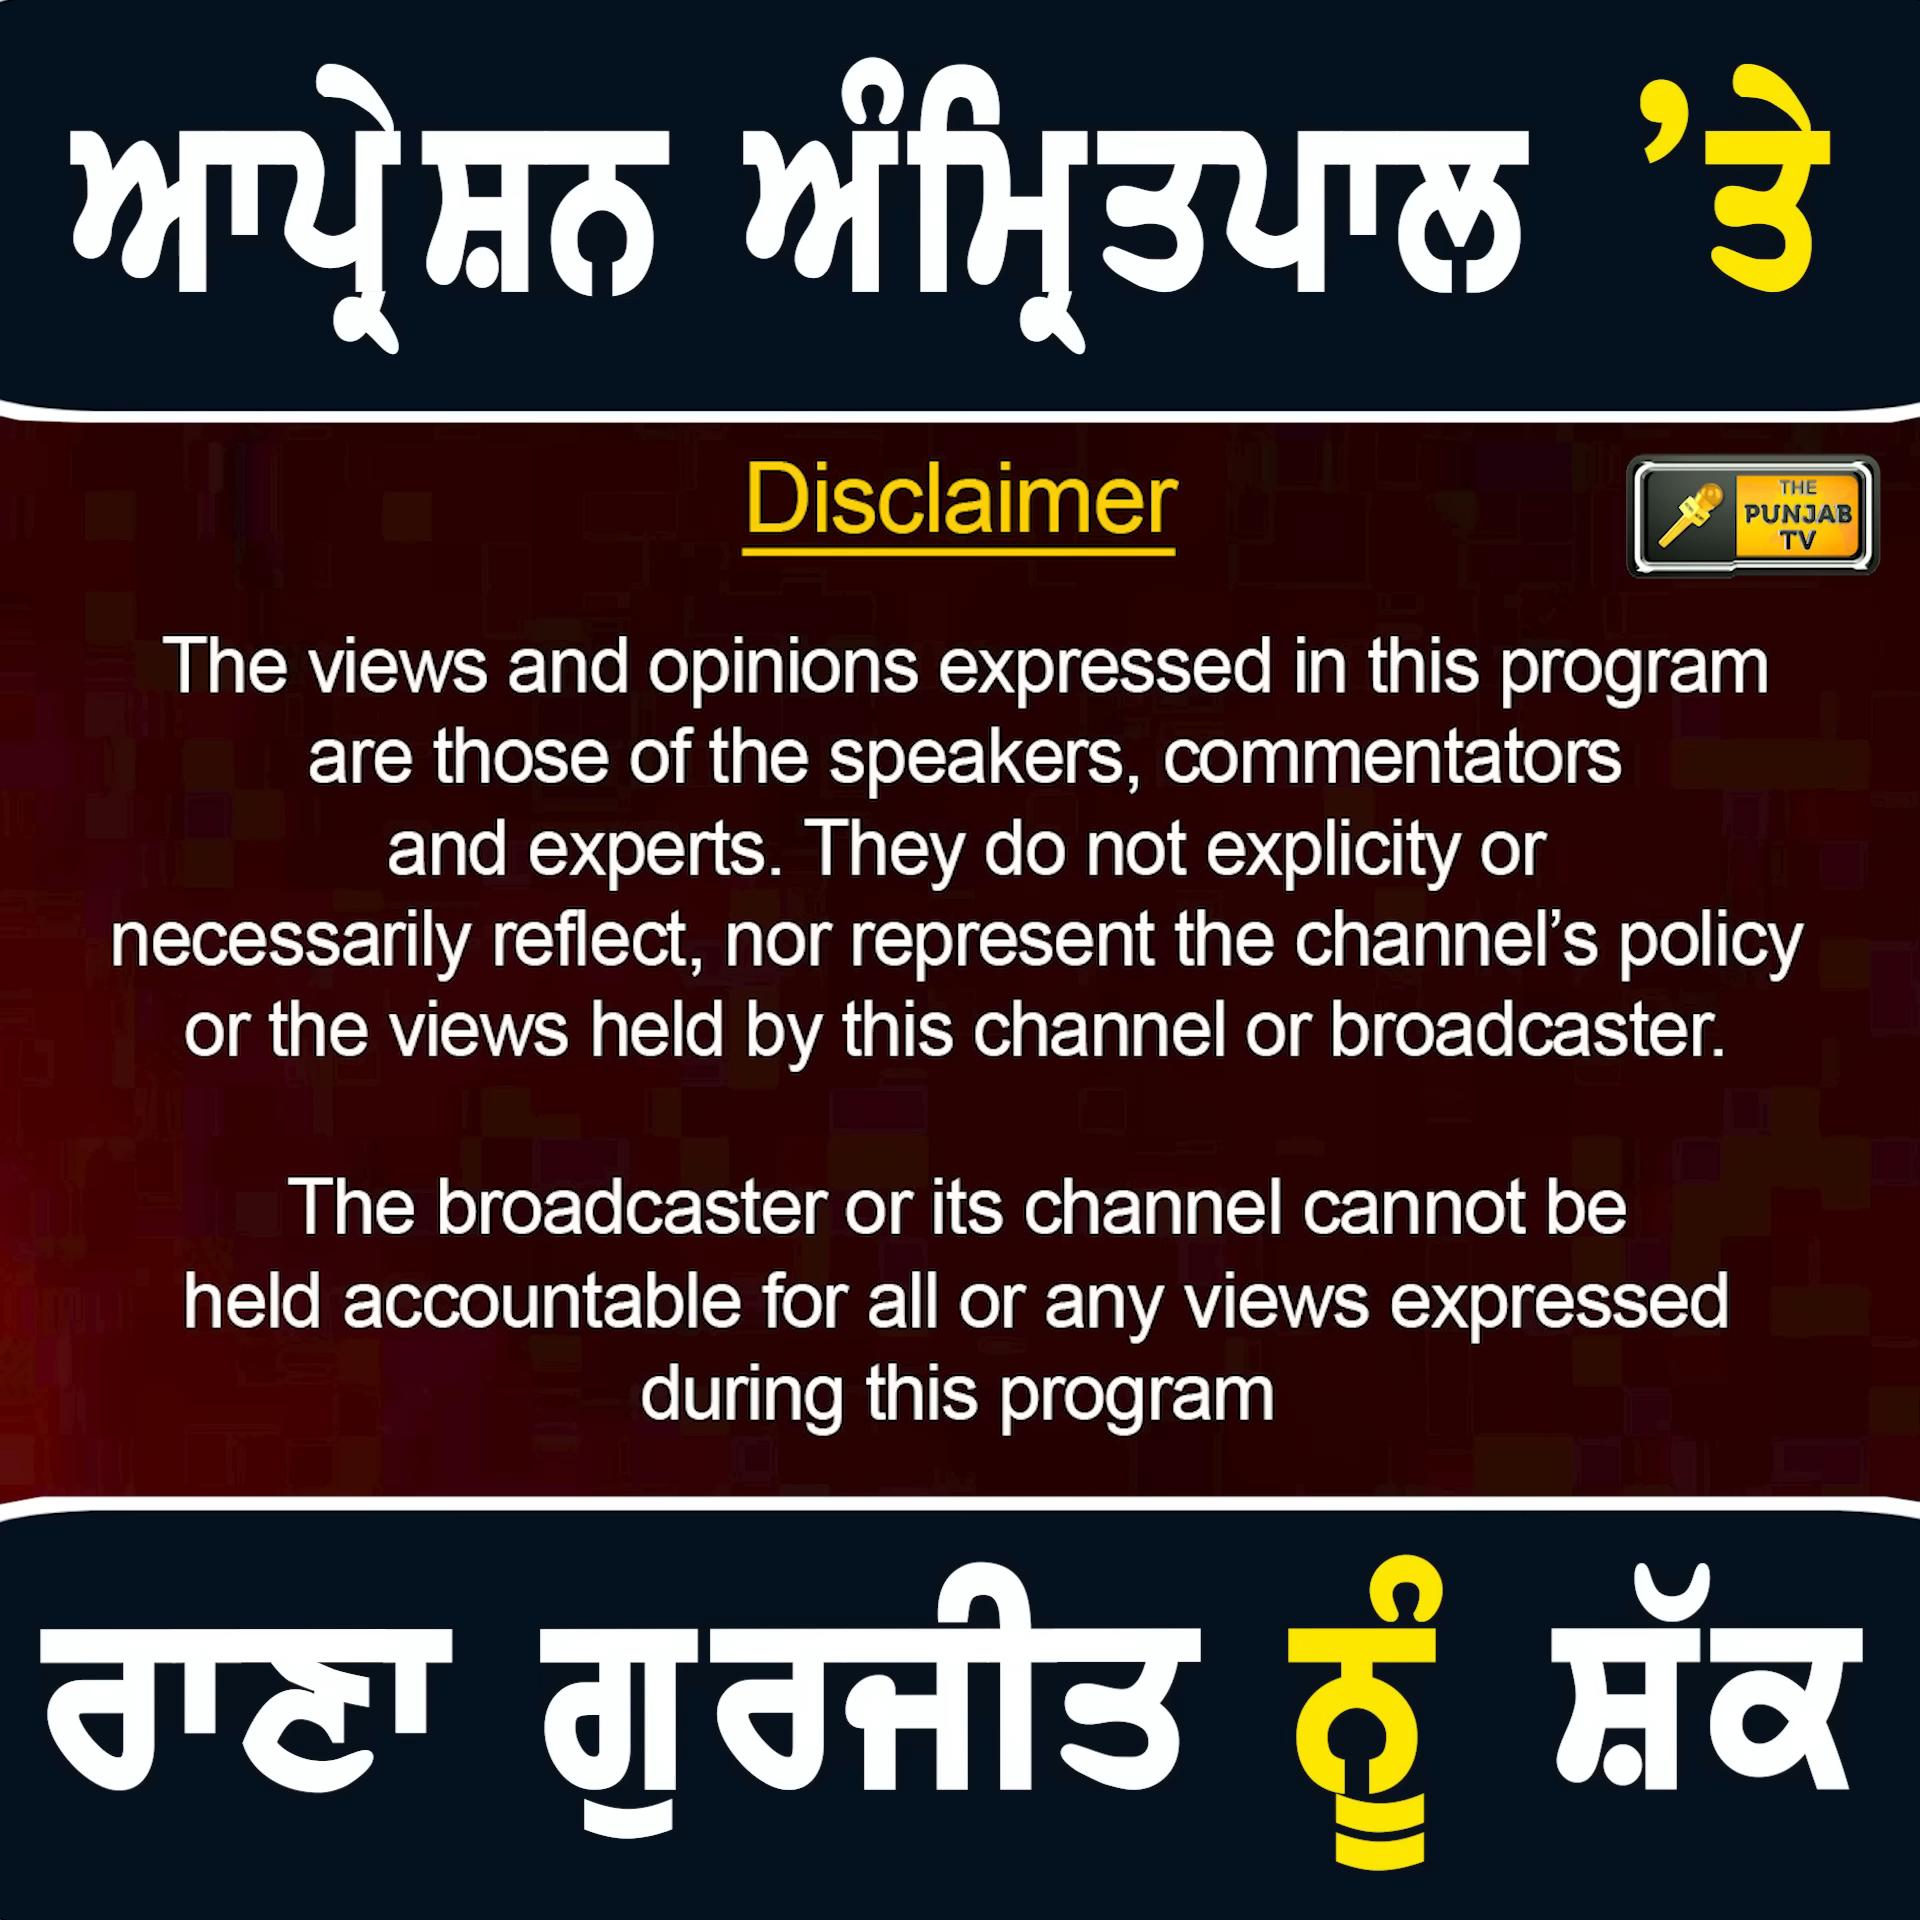 ਆਪ੍ਰੇਸ਼ਨ ਅੰਮ੍ਰਿਤਪਾਲ ’ਤੇ
Disclaimer
THE
PUNJAB
TV
The views and opinions expressed in this program
are those of the speakers, commentators
and experts. They do not explicity or
necessarily reflect, nor represent the channel’s policy
or the views held by this channel or broadcaster.
The broadcaster or its channel cannot be
held accountable for all or any views expressed
during this program
ਰਾਣਾ ਗੁਰਜੀਤ ਨੂੰ ਸ਼ੱਕ